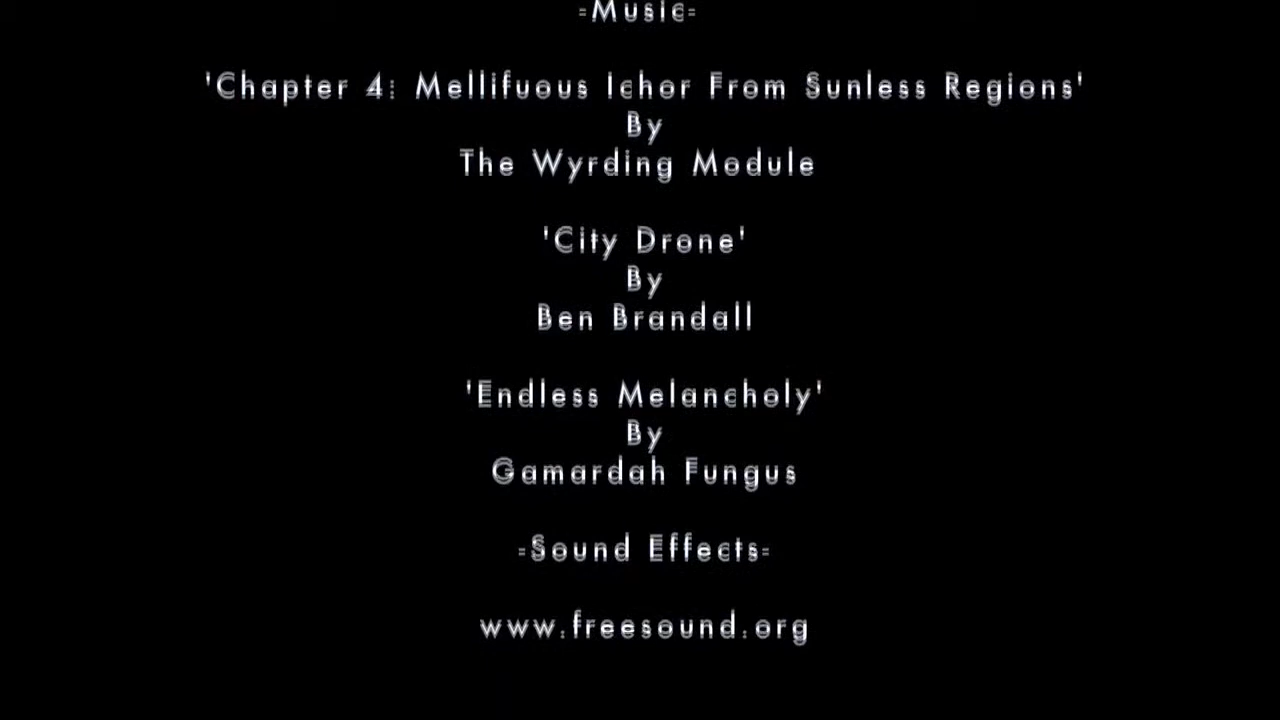 -Music-
'Chapter 4: Mellifuous Ichor From Sunless Regions'
By
The Wyrding Module
'City Drone'
By
Ben Brandall
'Endless Melancholy'
By
Gamardah Fungus
-Sound Effects-
www.freesound.org